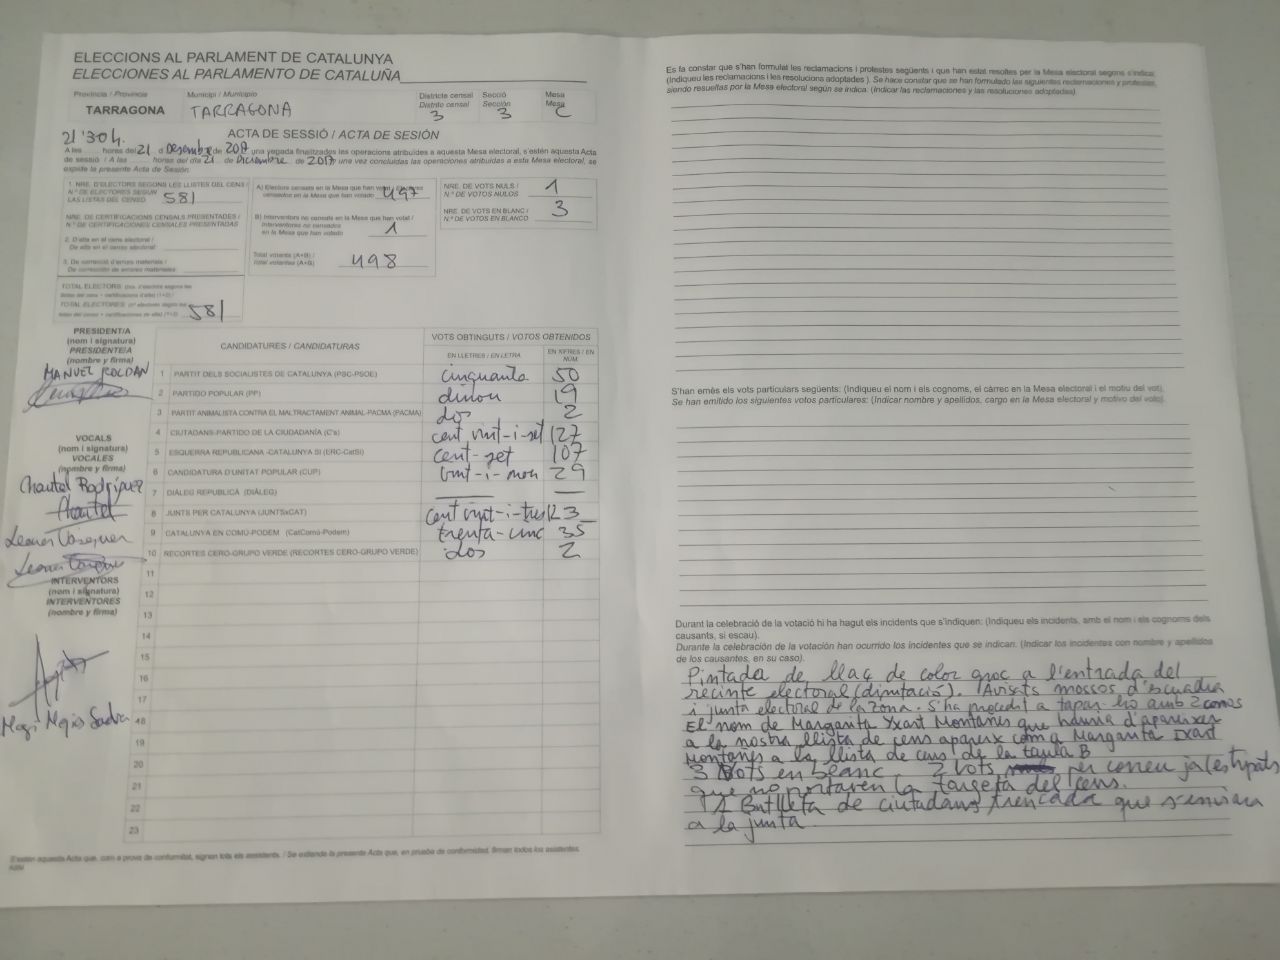 ELECCIONS AL PARLAMENT DE CATALUNYA
ELECCIONES AL PARLAMENTO DE CATALUÑA
Província / Provincia
TARRAGONA
Municipi / Municipio
TARRAGONA
Districte censal
Distrito censal
3
Secció
Sección
3
Mesa
Mesa
C
ACTA DE SESSIÓ / ACTA DE SESIÓN
21'30h.
A les hores del 21 d Desembre de 2017 una vegada finalitzades les operacions atribuïdes a aquesta Mesa electoral, s'estén aquesta Acta
de sessió / A las horas del día 21 de Diciembre de 2017 una vez concluidas las operaciones atribuidas a esta Mesa electoral, se
expide la presente Acta de Sesión.
1. NRE. D'ELECTORS SEGONS LES LLISTES DEL CENS /
N.º DE ELECTORES SEGÚN
LAS LISTAS DEL CENSO 581
NRE. DE CERTIFICACIONS CENSALS PRESENTADES /
N.º DE CERTIFICACIONES CENSALES PRESENTADAS
2. D'alta en el cens electoral /
De alta en el censo electoral
3. De correcció d'errors materials /
De corrección de errores materiales
TOTAL ELECTORS
TOTAL ELECTORES
581
A) Electors censats en la Mesa que han votat / Electores
censados en la Mesa que han votado 497
B) Interventors no censats en la Mesa que han votat /
Interventores no censados
en la Mesa que han votado 1
Total votants (A+B) /
Total votantes (A+B) 498
NRE. DE VOTS NULS /
N.º DE VOTOS NULOS 1
NRE. DE VOTS EN BLANC /
N.º DE VOTOS EN BLANCO 3
PRESIDENT/A
(nom i signatura)
PRESIDENTE/A
(nombre y firma)
MANUEL ROLDAN
VOCALS
(nom i signatura)
VOCALES
(nombre y firma)
Chantal Rodríguez
INTERVENTORS
(nom i signatura)
INTERVENTORES
(nombre y firma)
CANDIDATURES / CANDIDATURAS
VOTS OBTINGUTS / VOTOS OBTENIDOS
EN LLETRES / EN LETRA
EN XIFRES / EN NÚM.
1 PARTIT DELS SOCIALISTES DE CATALUNYA (PSC-PSOE) cinquanta 50
2 PARTIDO POPULAR (PP) dinou 19
3 PARTIT ANIMALISTA CONTRA EL MALTRACTAMENT ANIMAL-PACMA (PACMA) dos 2
4 CIUTADANS-PARTIDO DE LA CIUDADANÍA (C's) cent vint-i-set 127
5 ESQUERRA REPUBLICANA -CATALUNYA SÍ (ERC-CatSí) cent-set 107
6 CANDIDATURA D'UNITAT POPULAR (CUP) vint-i-nou 29
7 DIÀLEG REPUBLICÀ (DIÀLEG) —
8 JUNTS PER CATALUNYA (JUNTSxCAT) cent vint-i-tres 123
9 CATALUNYA EN COMÚ-PODEM (CatComú-Podem) trenta-cinc 35
10 RECORTES CERO-GRUPO VERDE (RECORTES CERO-GRUPO VERDE) dos 2
11
12
13
14
15
16
17
18
19
20
21
22
23
S'estén aquesta Acta que, com a prova de conformitat, signen tots els assistents. / Se extiende la presente Acta que, en prueba de conformidad, firman todos los asistentes.
Es fa constar que s'han formulat les reclamacions i protestes següents i que han estat resoltes per la Mesa electoral segons s'indica:
(Indiqueu les reclamacions i les resolucions adoptades). Se hace constar que se han formulado las siguientes reclamaciones y protestas,
siendo resueltas por la Mesa electoral según se indica. (Indicar las reclamaciones y las resoluciones adoptadas).
S'han emès els vots particulars següents: (Indiqueu el nom i els cognoms, el càrrec en la Mesa electoral i el motiu del vot).
Se han emitido los siguientes votos particulares: (Indicar nombre y apellidos, cargo en la Mesa electoral y motivo del voto).
Durant la celebració de la votació hi ha hagut els incidents que s'indiquen: (Indiqueu els incidents, amb el nom i els cognoms dels
causants, si escau).
Durante la celebración de la votación han ocurrido los incidentes que se indican: (Indicar los incidentes con nombre y apellidos
de los causantes, en su caso).
Pintada de llaç de color groc a l'entrada del
recinte electoral (diputació). Avisats mossos d'esquadra
i junta electoral de la zona. S'ha procedit a tapar-ho amb 2 conos
El nom de Margarita Yxart Montañés que hauria d'apareixer
a la nostra llista de cens apareix com a Margarita Ixart
Montañés a la llista de cens de la taula B
3 Vots en blanc, 2 vots per correu ja
que no portaven la targeta del cens.
1 Butlleta de ciutadans trencada que
a la junta